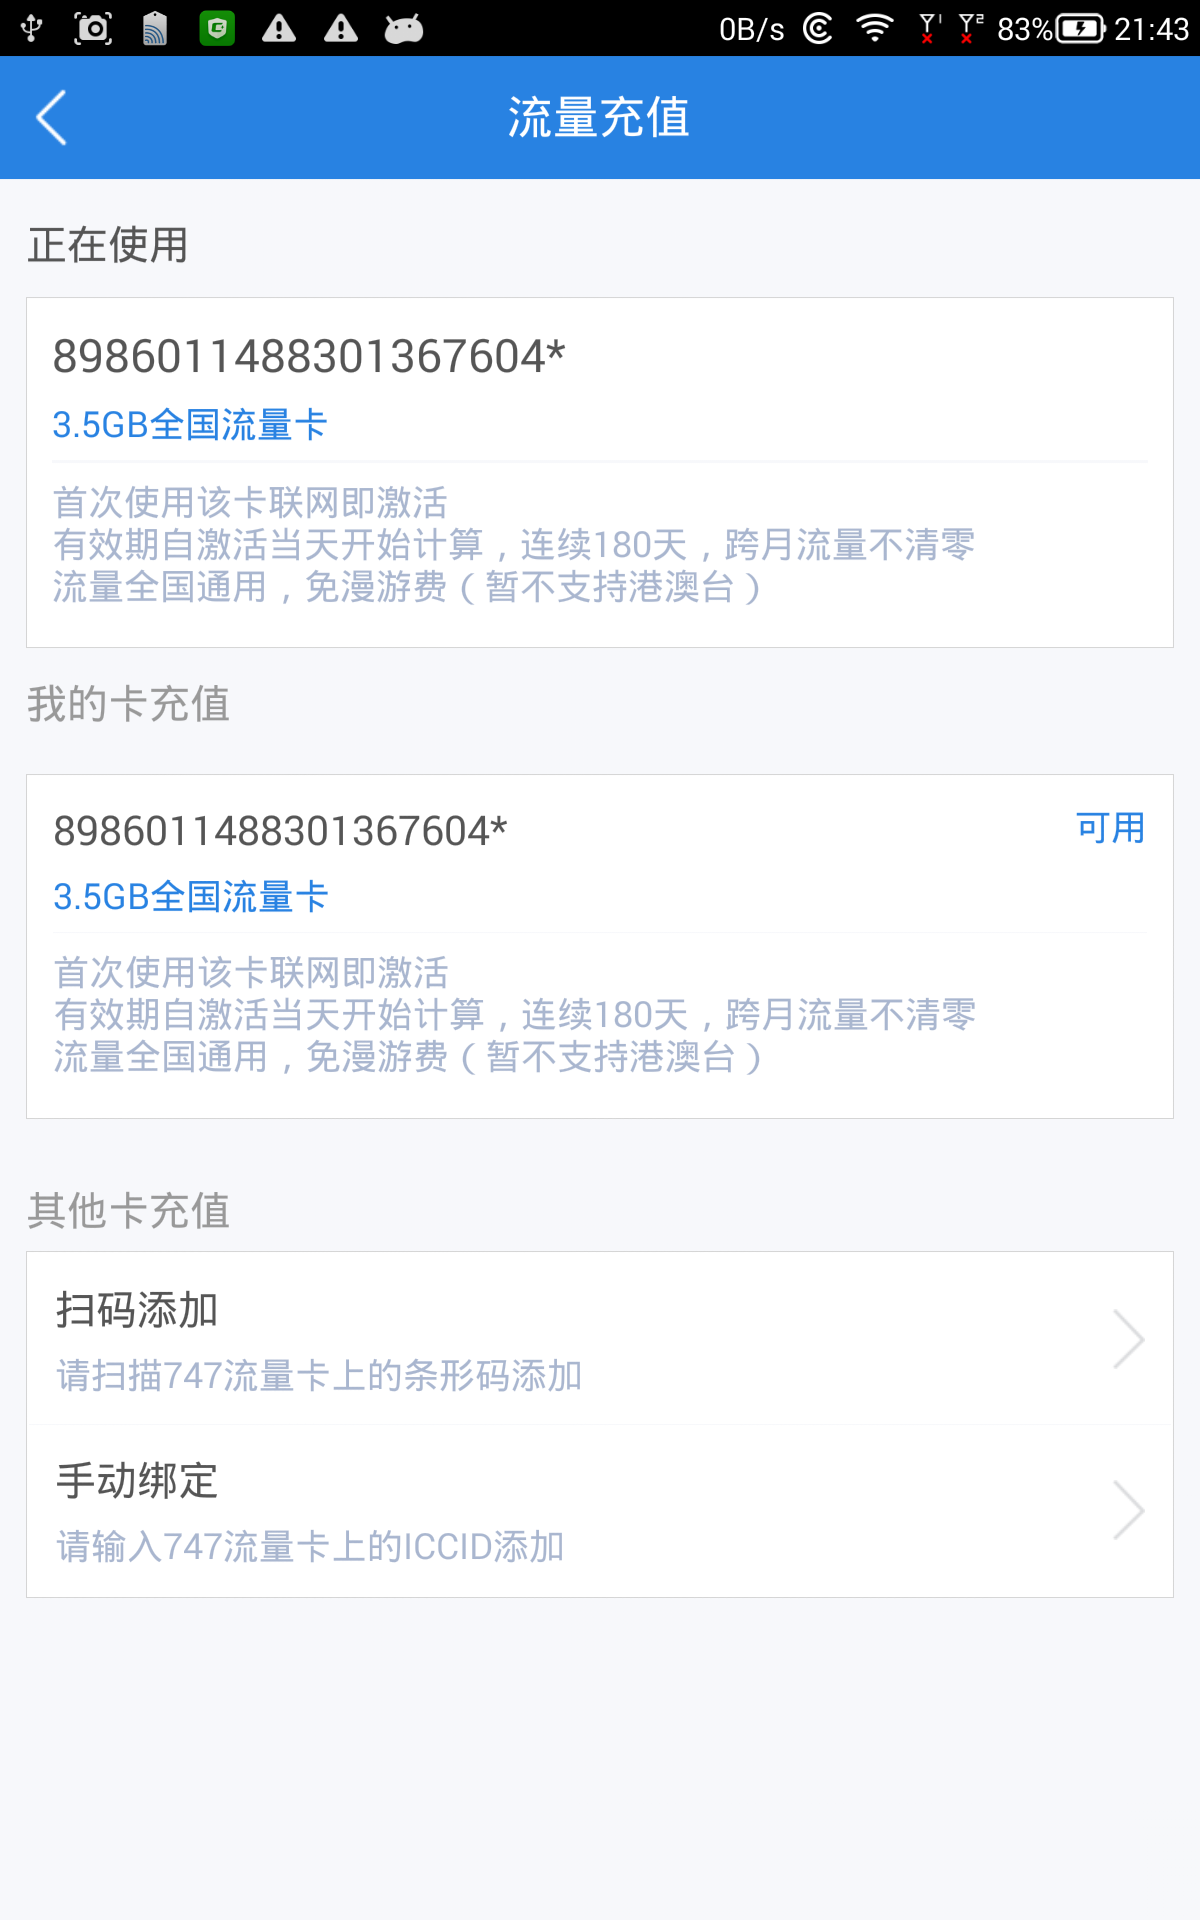 0B/s 83% 21:43
流量充值
正在使用
8986011488301367604*
3.5GB全国流量卡
首次使用该卡联网即激活
有效期自激活当天开始计算，连续180天，跨月流量不清零
流量全国通用，免漫游费（暂不支持港澳台）
我的卡充值
8986011488301367604*
可用
3.5GB全国流量卡
首次使用该卡联网即激活
有效期自激活当天开始计算，连续180天，跨月流量不清零
流量全国通用，免漫游费（暂不支持港澳台）
其他卡充值
扫码添加
请扫描747流量卡上的条形码添加
手动绑定
请输入747流量卡上的ICCID添加